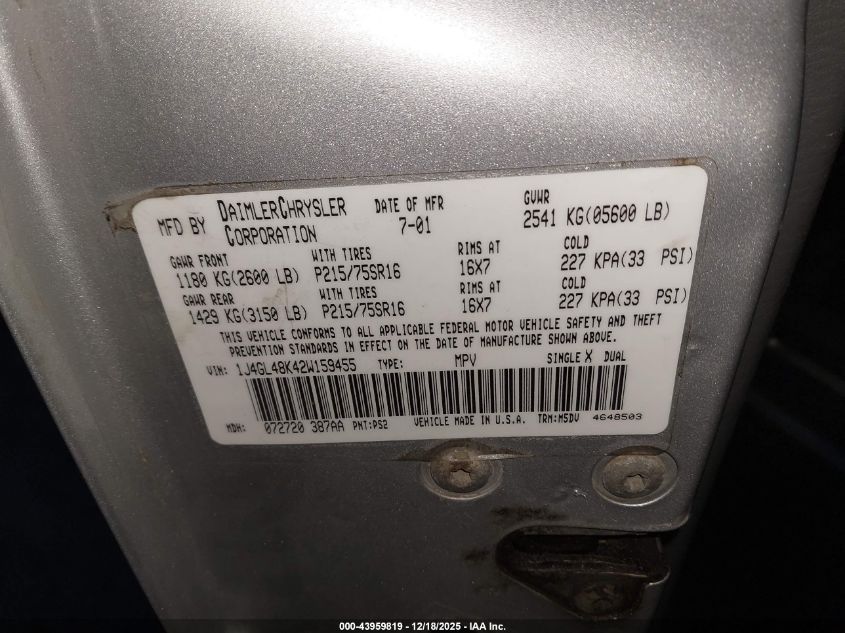 MFD BY DAIMLERCHRYSLER CORPORATION DATE OF MFR 7-01 GVWR 2541 KG(05600 LB)
GAWR FRONT WITH TIRES RIMS AT COLD
1180 KG(2600 LB) P215/75SR16 16X7 227 KPA(33 PSI)
GAWR REAR WITH TIRES RIMS AT COLD
1429 KG(3150 LB) P215/75SR16 16X7 227 KPA(33 PSI)
THIS VEHICLE CONFORMS TO ALL APPLICABLE FEDERAL MOTOR VEHICLE SAFETY AND THEFT
PREVENTION STANDARDS IN EFFECT ON THE DATE OF MANUFACTURE SHOWN ABOVE.
VIN: 1J4GL48K42W159455 TYPE: MPV SINGLE X DUAL
MDH: 072720 387AA PNT:PS2 VEHICLE MADE IN U.S.A. TRM:M5DV 4648503
000-43959819 - 12/18/2025 - IAA Inc.